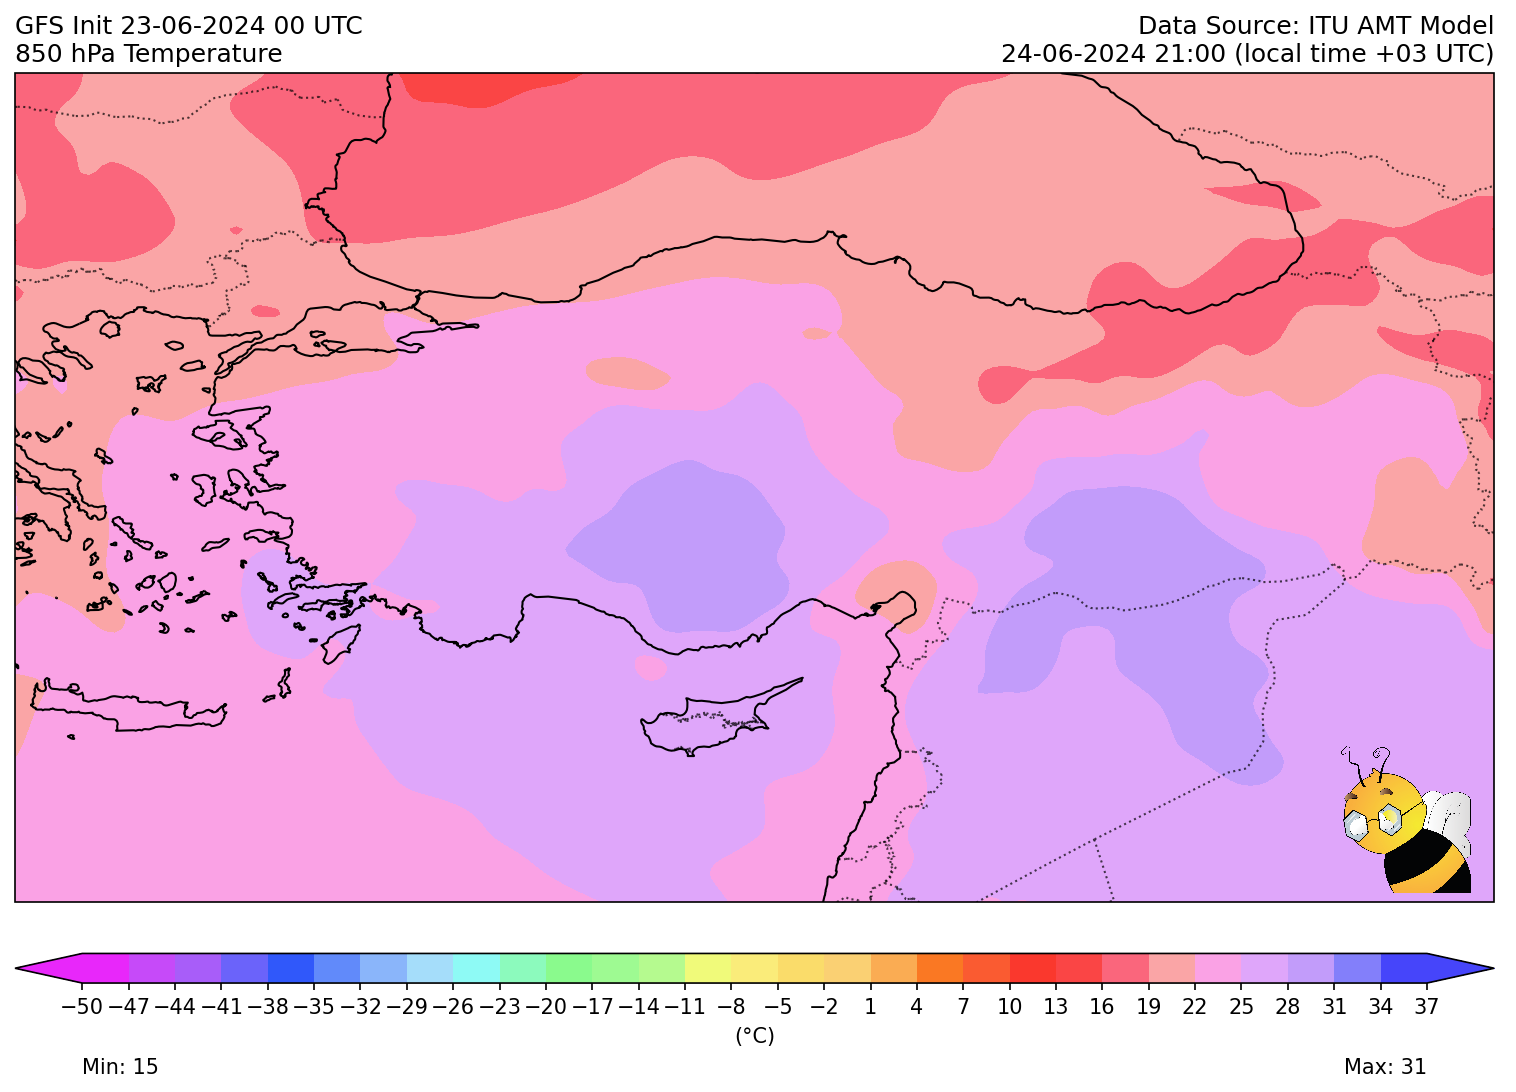 GFS Init 23-06-2024 00 UTC
Data Source: ITU AMT Model
850 hPa Temperature
24-06-2024 21:00 (local time +03 UTC)
−50 −47 −44 −41 −38 −35 −32 −29 −26 −23 −20 −17 −14 −11 −8 −5 −2 1 4 7 10 13 16 19 22 25 28 31 34 37
(°C)
Min: 15
Max: 31